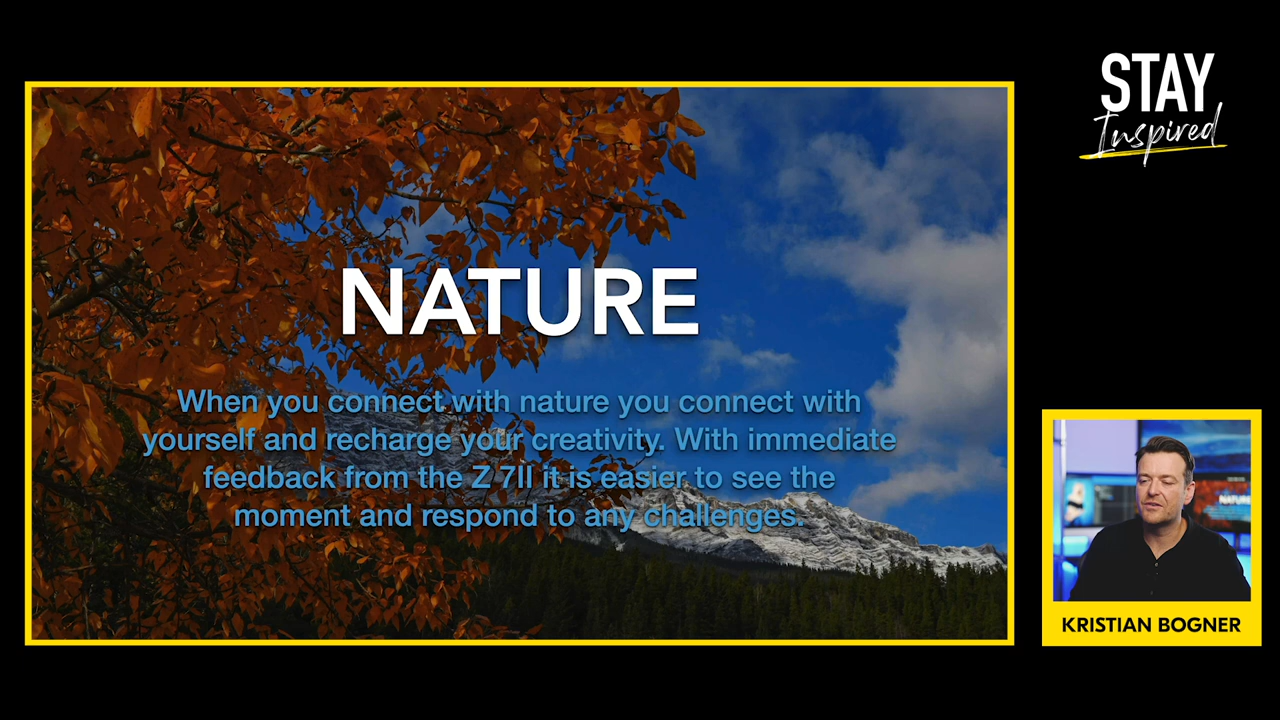 STAY
Inspired
NATURE
When you connect with nature you connect with
yourself and recharge your creativity. With immediate
feedback from the Z 7II it is easier to see the
moment and respond to any challenges.
NATURE
KRISTIAN BOGNER